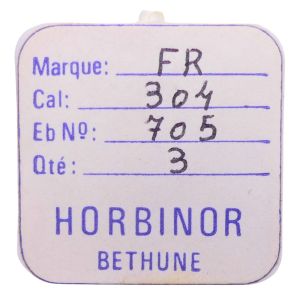 Marque: FR
Cal: 304
Eb Nº: 705
Qté: 3
HORBINOR
BETHUNE